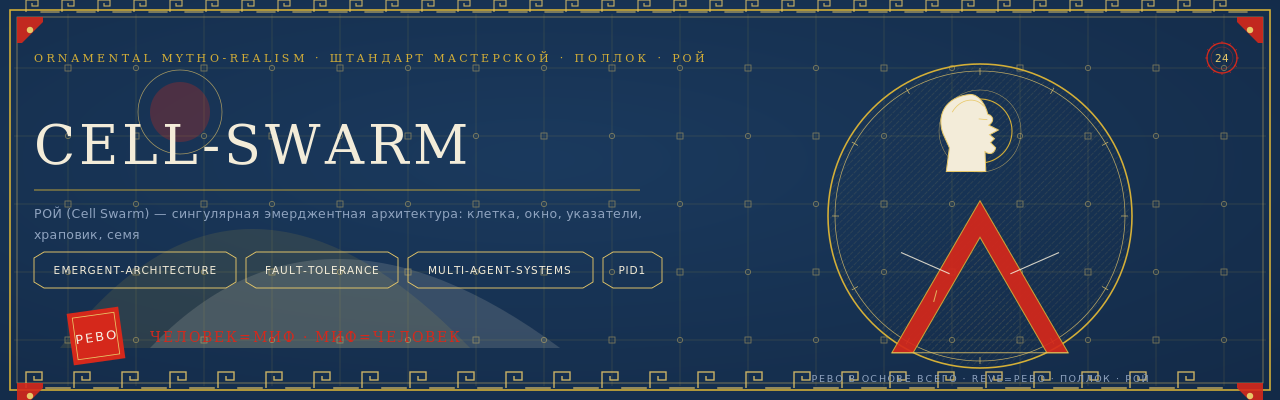 ORNAMENTAL MYTHO-REALISM · ШТАНДАРТ МАСТЕРСКОЙ · ПОЛЛОК · РОЙ
24
CELL-SWARM
РОЙ (Cell Swarm) — сингулярная эмерджентная архитектура: клетка, окно, указатели,
храповик, семя
EMERGENT-ARCHITECTURE FAULT-TOLERANCE MULTI-AGENT-SYSTEMS PID1
РЕВО
ЧЕЛОВЕК=МИФ · МИФ=ЧЕЛОВЕК
РЕВО В ОСНОВЕ ВСЕГО · REVE=РЕВО · ПОЛЛОК · РОЙ